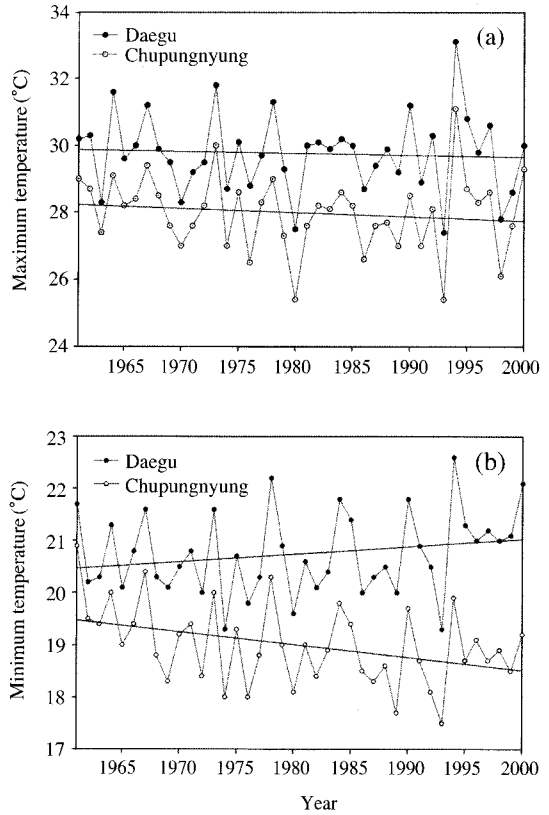 34
(a)
Daegu
Chupungnyung
32
30
28
26
24
Maximum temperature (°C)
1965 1970 1975 1980 1985 1990 1995 2000
23
(b)
Daegu
Chupungnyung
22
21
20
19
18
17
Minimum temperature (°C)
1965 1970 1975 1980 1985 1990 1995 2000
Year